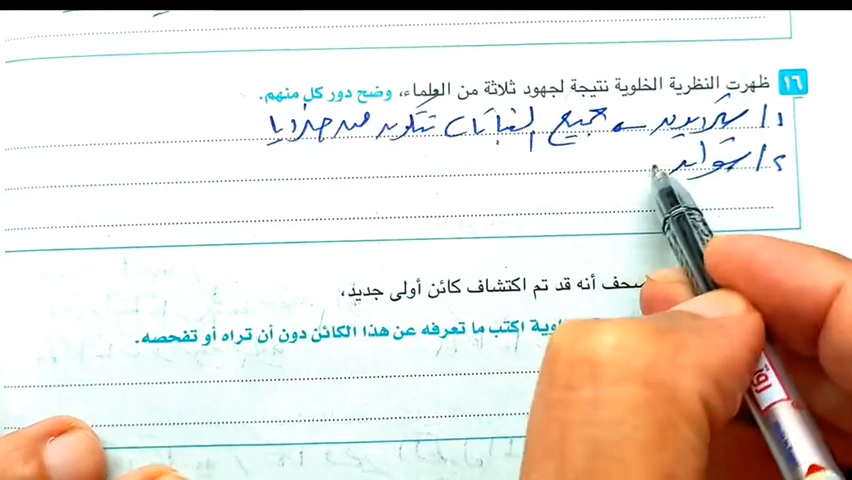 ١٦ ظهرت النظرية الخلوية نتيجة لجهود ثلاثة من العلماء، وضح دور كل منهم.
١/ شلايدن ← جميع النباتات تتكون من خلايا
٢/ شوان
صحف أنه قد تم اكتشاف كائن أولى جديد،
وية اكتب ما تعرفه عن هذا الكائن دون أن تراه أو تفحصه.